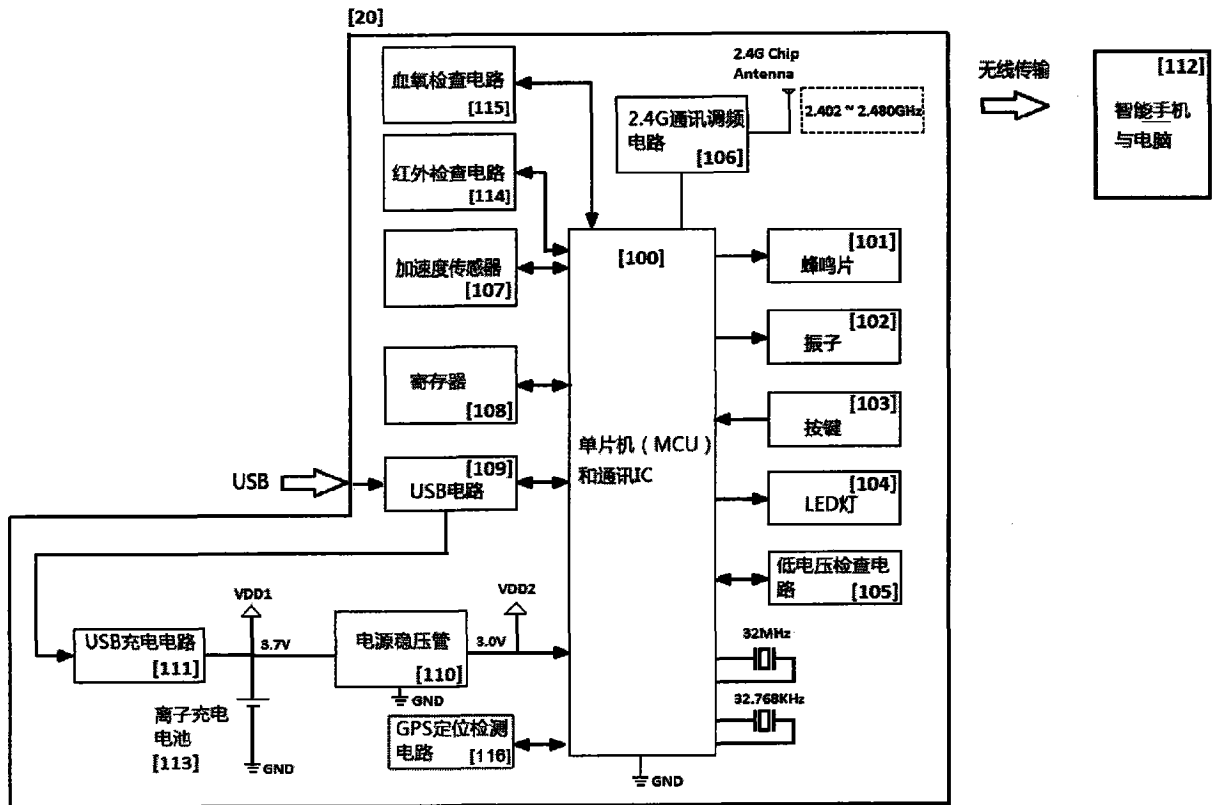 [20]
血氧检查电路
[115]
红外检查电路
[114]
加速度传感器
[107]
寄存器
[108]
USB
[109]
USB电路
2.4G Chip
Antenna
2.402 ~ 2.480GHz
2.4G通讯调频
电路
[106]
无线传输
[112]
智能手机
与电脑
[100]
单片机（MCU）
和通讯IC
[101]
蜂鸣片
[102]
振子
[103]
按键
[104]
LED灯
低电压检查电
路
[105]
32MHz
32.768KHz
USB充电电路
[111]
VDD1
3.7V
离子充电
电池
[113]
GND
电源稳压管
[110]
GND
VDD2
3.0V
GPS定位检测
电路
[116]
GND